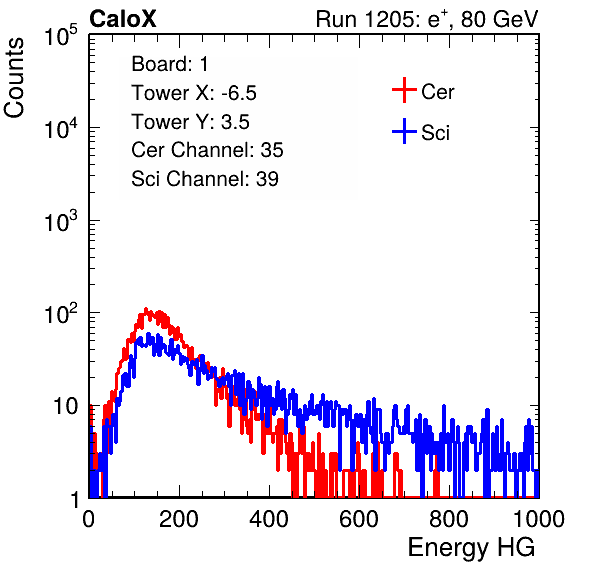 CaloX Run 1205: e⁺, 80 GeV
Counts
Board: 1
Tower X: -6.5
Tower Y: 3.5
Cer Channel: 35
Sci Channel: 39
Cer
Sci
10⁵
10⁴
10³
10²
10
1
0 200 400 600 800 1000
Energy HG